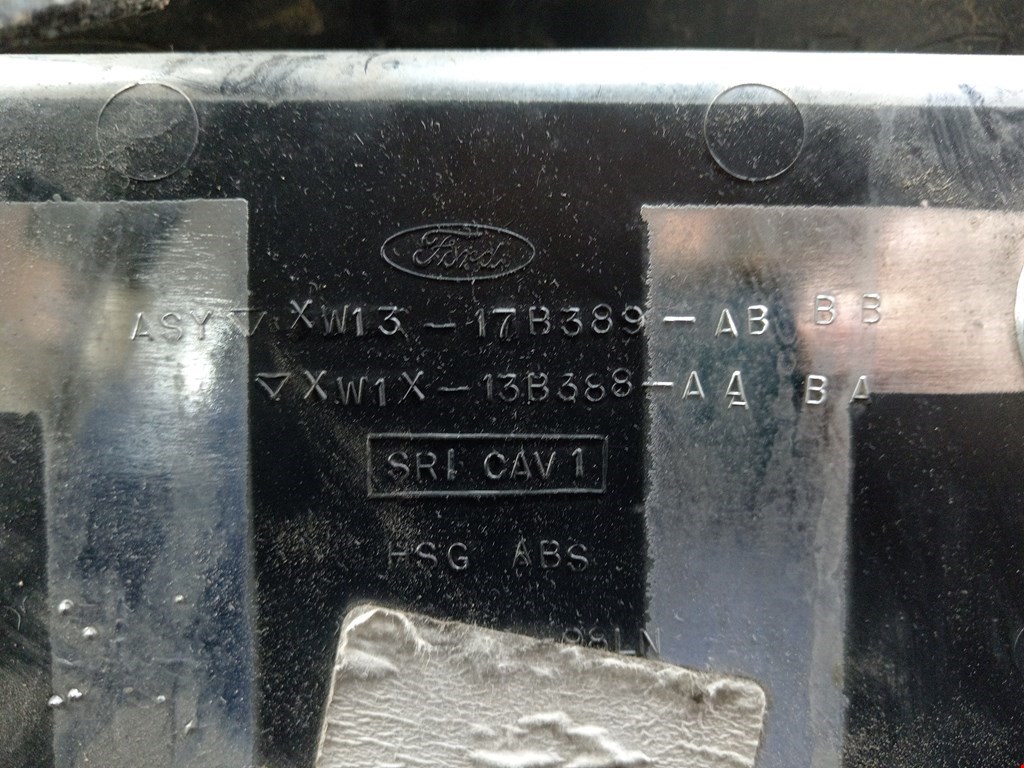 Ford
ASY ▽ XW13-17B389-AB BB
▽ XW1X-13B388-AA BA
SRI CAV 1
HSG ABS